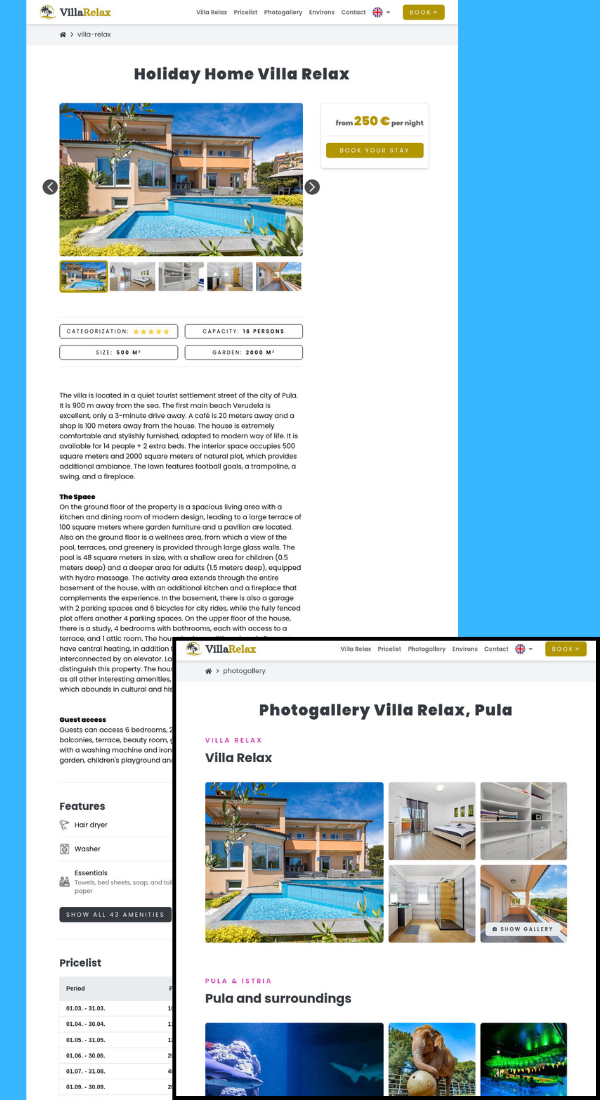 VillaRelax
Villa Relax Pricelist Photogallery Environs Contact BOOK »
villa-relax
Holiday Home Villa Relax
from 250 € per night
BOOK YOUR STAY
CATEGORIZATION:
CAPACITY: 16 PERSONS
SIZE: 500 M²
GARDEN: 2000 M²
The villa is located in a quiet tourist settlement street of the city of Pula.
It is 900 m away from the sea. The first main beach Verudela is
excellent, only a 3-minute drive away. A café is 20 meters away and a
shop is 100 meters away from the house. The house is extremely
comfortable and stylishly furnished, adapted to modern way of life. It is
available for 14 people + 2 extra beds. The interior space occupies 500
square meters and 2000 square meters of natural plot, which provides
additional ambiance. The lawn features football goals, a trampoline, a
swing, and a fireplace.
The Space
On the ground floor of the property is a spacious living area with a
kitchen and dining room of modern design, leading to a large terrace of
100 square meters where garden furniture and a pavilion are located.
Also on the ground floor is a wellness area, from which a view of the
pool, terraces, and greenery is provided through large glass walls. The
pool is 48 square meters in size, with a shallow area for children (0.5
meters deep) and a deeper area for adults (1.5 meters deep), equipped
with hydro massage. The activity area extends through the entire
basement of the house, with an additional kitchen and a fireplace that
complements the experience. In the basement, there is also a garage
with 2 parking spaces and 6 bicycles for city rides, while the fully fenced
plot offers another 4 parking spaces. On the upper floor of the house,
there is a study, 4 bedrooms with bathrooms, each with access to a
terrace, and 1 attic room. The hou
have central heating, in addition t
interconnected by an elevator. La
distinguish this property. The hous
as all other interesting amenities,
which abounds in cultural and his
Guest access
Guests can access 6 bedrooms, 2
balconies, terrace, beauty room, g
with a washing machine and iron
garden, children's playground an
Features
Hair dryer
Washer
Essentials
Towels, bed sheets, soap, and toi
paper
SHOW ALL 43 AMENITIES
Pricelist
Period P
01.03. - 31.03.
01.04. - 30.04.
01.05. - 31.05.
01.06. - 30.06.
01.07. - 31.08.
01.09. - 30.09.
VillaRelax
Villa Relax Pricelist Photogallery Environs Contact BOOK »
photogallery
Photogallery Villa Relax, Pula
VILLA RELAX
Villa Relax
SHOW GALLERY
PULA & ISTRIA
Pula and surroundings